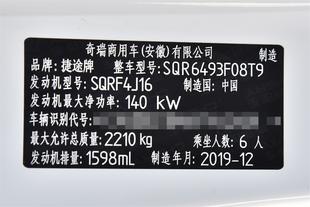 奇瑞商用车(安徽)有限公司 制造
品牌:捷途牌 整车型号:SQR6493F08T9
发动机型号:SQRF4J16 制造国:中国
发动机最大净功率:140 kW
车辆识别代号:
最大允许总质量:2210kg 乘坐人数:6人
发动机排量:1598mL 制造年月:2019-12